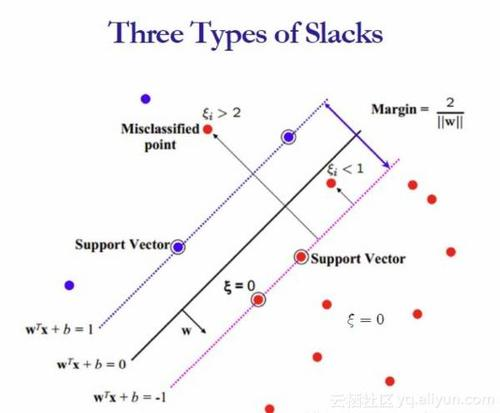 Three Types of Slacks
ξᵢ > 2
Margin = 2 / ||w||
Misclassified
point
ξᵢ < 1
Support Vector
Support Vector
ξ = 0
ξ = 0
wᵀx + b = 1
w
wᵀx + b = 0
wᵀx + b = -1
云栖社区 yq.aliyun.com